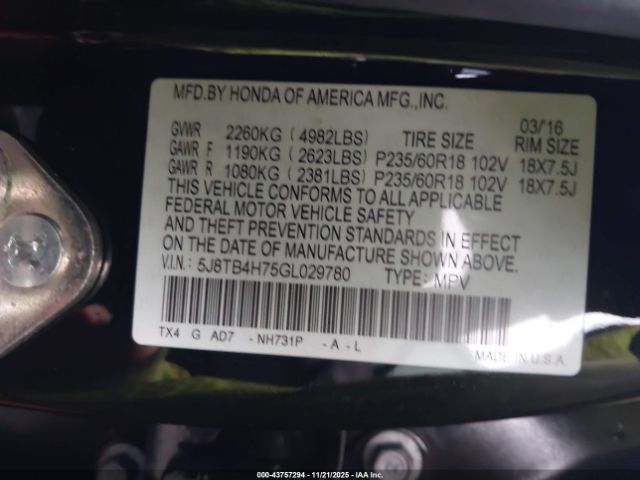 MFD.BY HONDA OF AMERICA MFG.,INC.
03/'16
GVWR 2260KG (4982LBS) TIRE SIZE RIM SIZE
GAWR F 1190KG (2623LBS) P235/60R18 102V 18X7.5J
GAWR R 1080KG (2381LBS) P235/60R18 102V 18X7.5J
THIS VEHICLE CONFORMS TO ALL APPLICABLE
FEDERAL MOTOR VEHICLE SAFETY
AND THEFT PREVENTION STANDARDS IN EFFECT
ON THE DATE OF MANUFACTURE SHOWN ABOVE.
V.I.N.: 5J8TB4H75GL029780 TYPE: MPV
TX4 G AD7 -NH731P -A-L
MADE IN U.S.A.
000-43757294 - 11/21/2025 - IAA Inc.